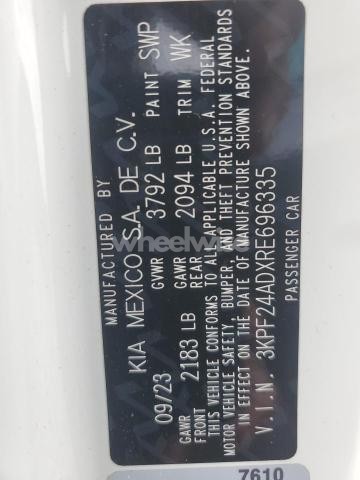 MANUFACTURED BY
KIA MEXICO S.A. DE C.V.
09/23 GVWR 3792 LB PAINT SWP
GAWR FRONT 2183 LB GAWR REAR 2094 LB TRIM WK
THIS VEHICLE CONFORMS TO ALL APPLICABLE U.S.A. FEDERAL
MOTOR VEHICLE SAFETY, BUMPER, AND THEFT PREVENTION STANDARDS
IN EFFECT ON THE DATE OF MANUFACTURE SHOWN ABOVE.
V.I.N. 3KPF24ADXRE696335
PASSENGER CAR
7610